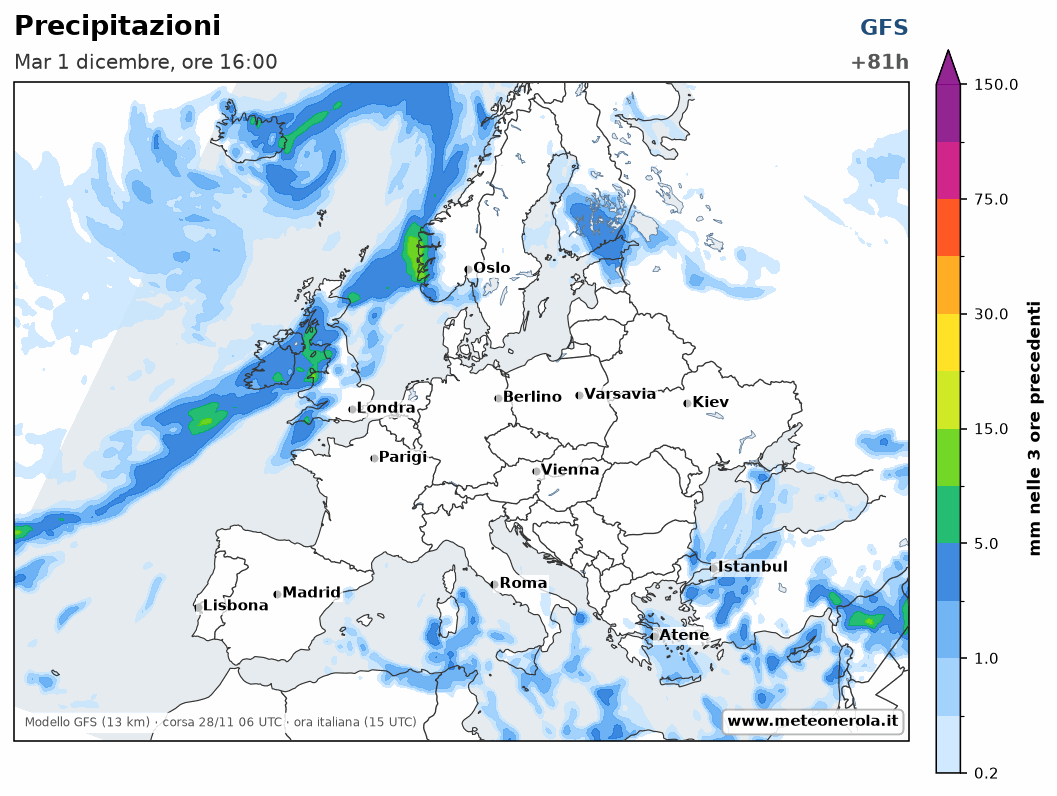 Precipitazioni
GFS
Mar 1 dicembre, ore 16:00
+81h
150.0
75.0
30.0
15.0
5.0
1.0
0.2
mm nelle 3 ore precedenti
Oslo
Berlino
Varsavia
Kiev
Londra
Parigi
Vienna
Istanbul
Roma
Madrid
Lisbona
Atene
Modello GFS (13 km) · corsa 28/11 06 UTC · ora italiana (15 UTC)
www.meteonerola.it